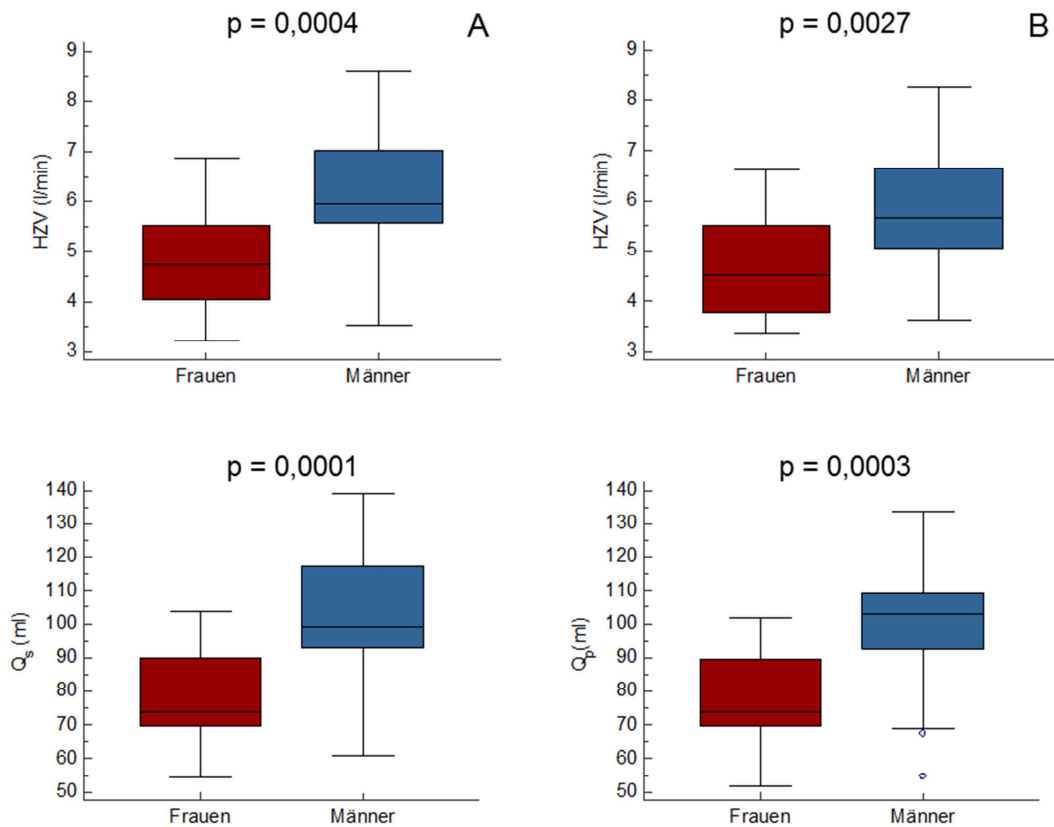 p = 0,0004
A
9
8
7
6
5
4
3
HZV (l/min)
Frauen
Männer
p = 0,0027
B
9
8
7
6
5
4
3
HZV (l/min)
Frauen
Männer
p = 0,0001
140
130
120
110
100
90
80
70
60
50
Qs (ml)
Frauen
Männer
p = 0,0003
140
130
120
110
100
90
80
70
60
50
Qp(ml)
Frauen
Männer